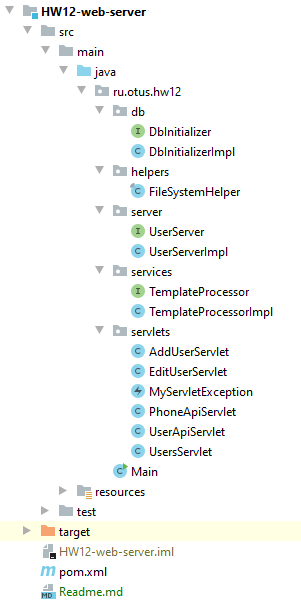 HW12-web-server
src
main
java
ru.otus.hw12
db
DbInitializer
DbInitializerImpl
helpers
FileSystemHelper
server
UserServer
UserServerImpl
services
TemplateProcessor
TemplateProcessorImpl
servlets
AddUserServlet
EditUserServlet
MyServletException
PhoneApiServlet
UserApiServlet
UsersServlet
Main
resources
test
target
HW12-web-server.iml
pom.xml
Readme.md